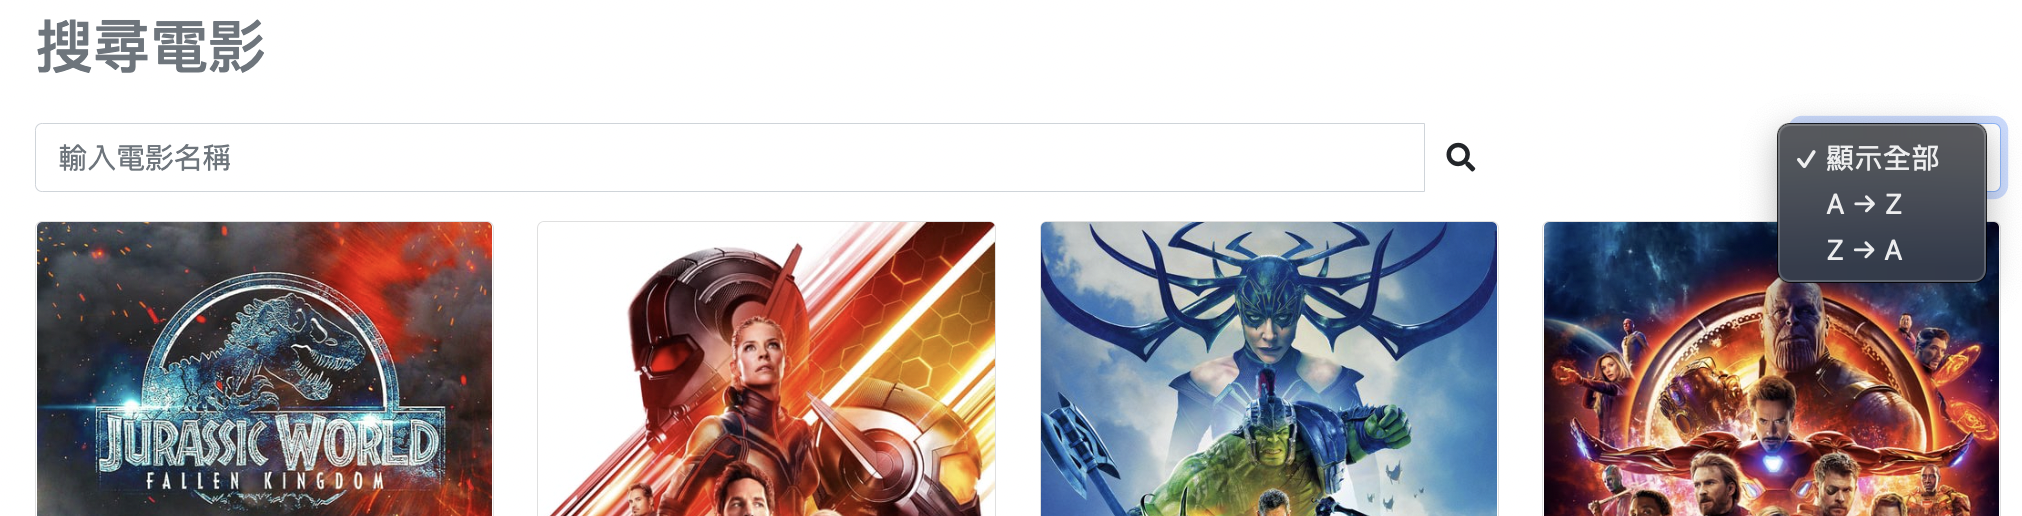 搜尋電影
輸入電影名稱
✓ 顯示全部
A → Z
Z → A
JURASSIC WORLD
FALLEN KINGDOM